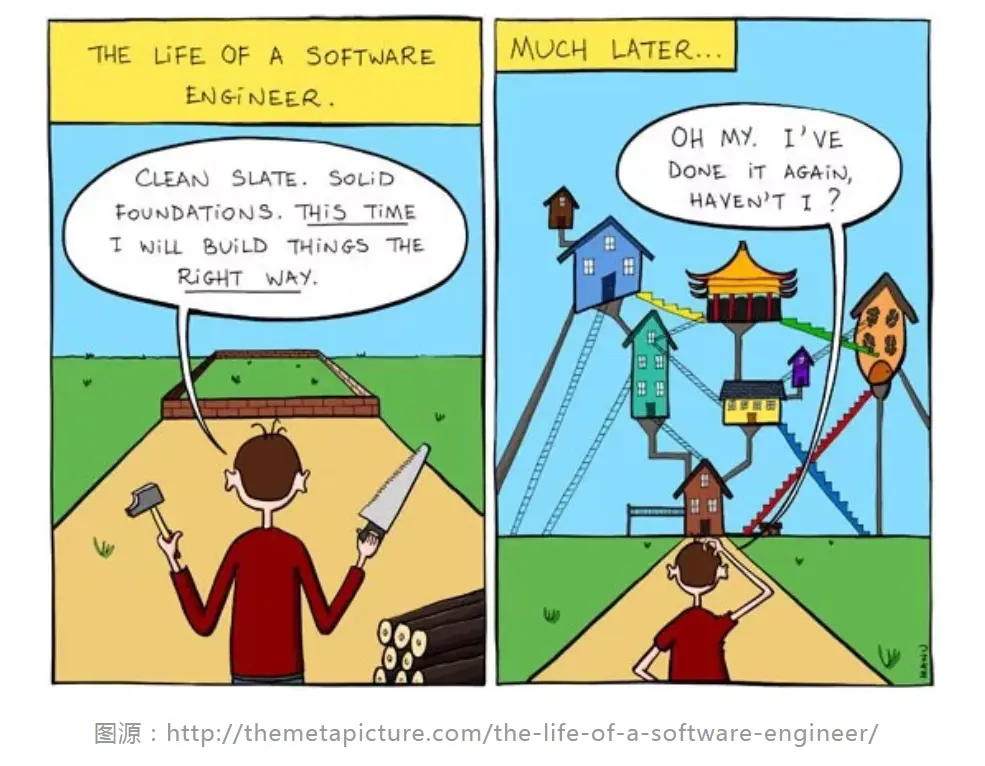 THE LIFE OF A SOFTWARE
ENGINEER.
CLEAN SLATE. SOLID
FOUNDATIONS. THIS TIME
I WILL BUILD THINGS THE
RIGHT WAY.
MUCH LATER...
OH MY. I'VE
DONE IT AGAIN,
HAVEN'T I ?
MANU
图源：http://themetapicture.com/the-life-of-a-software-engineer/